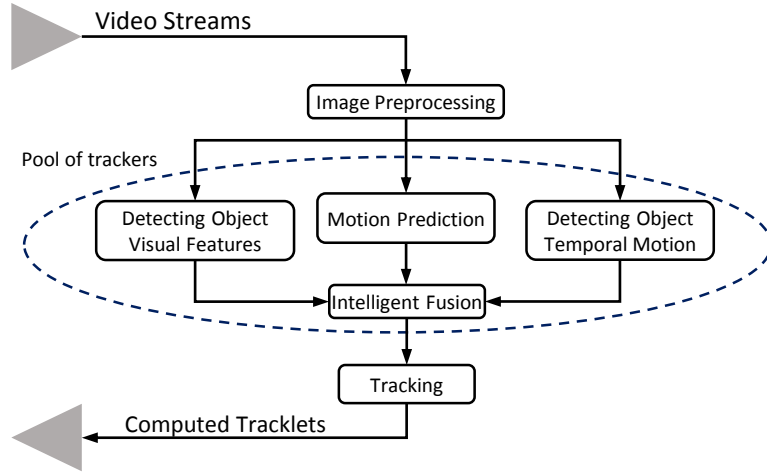 Video Streams
Image Preprocessing
Pool of trackers
Detecting Object
Visual Features
Motion Prediction
Detecting Object
Temporal Motion
Intelligent Fusion
Tracking
Computed Tracklets